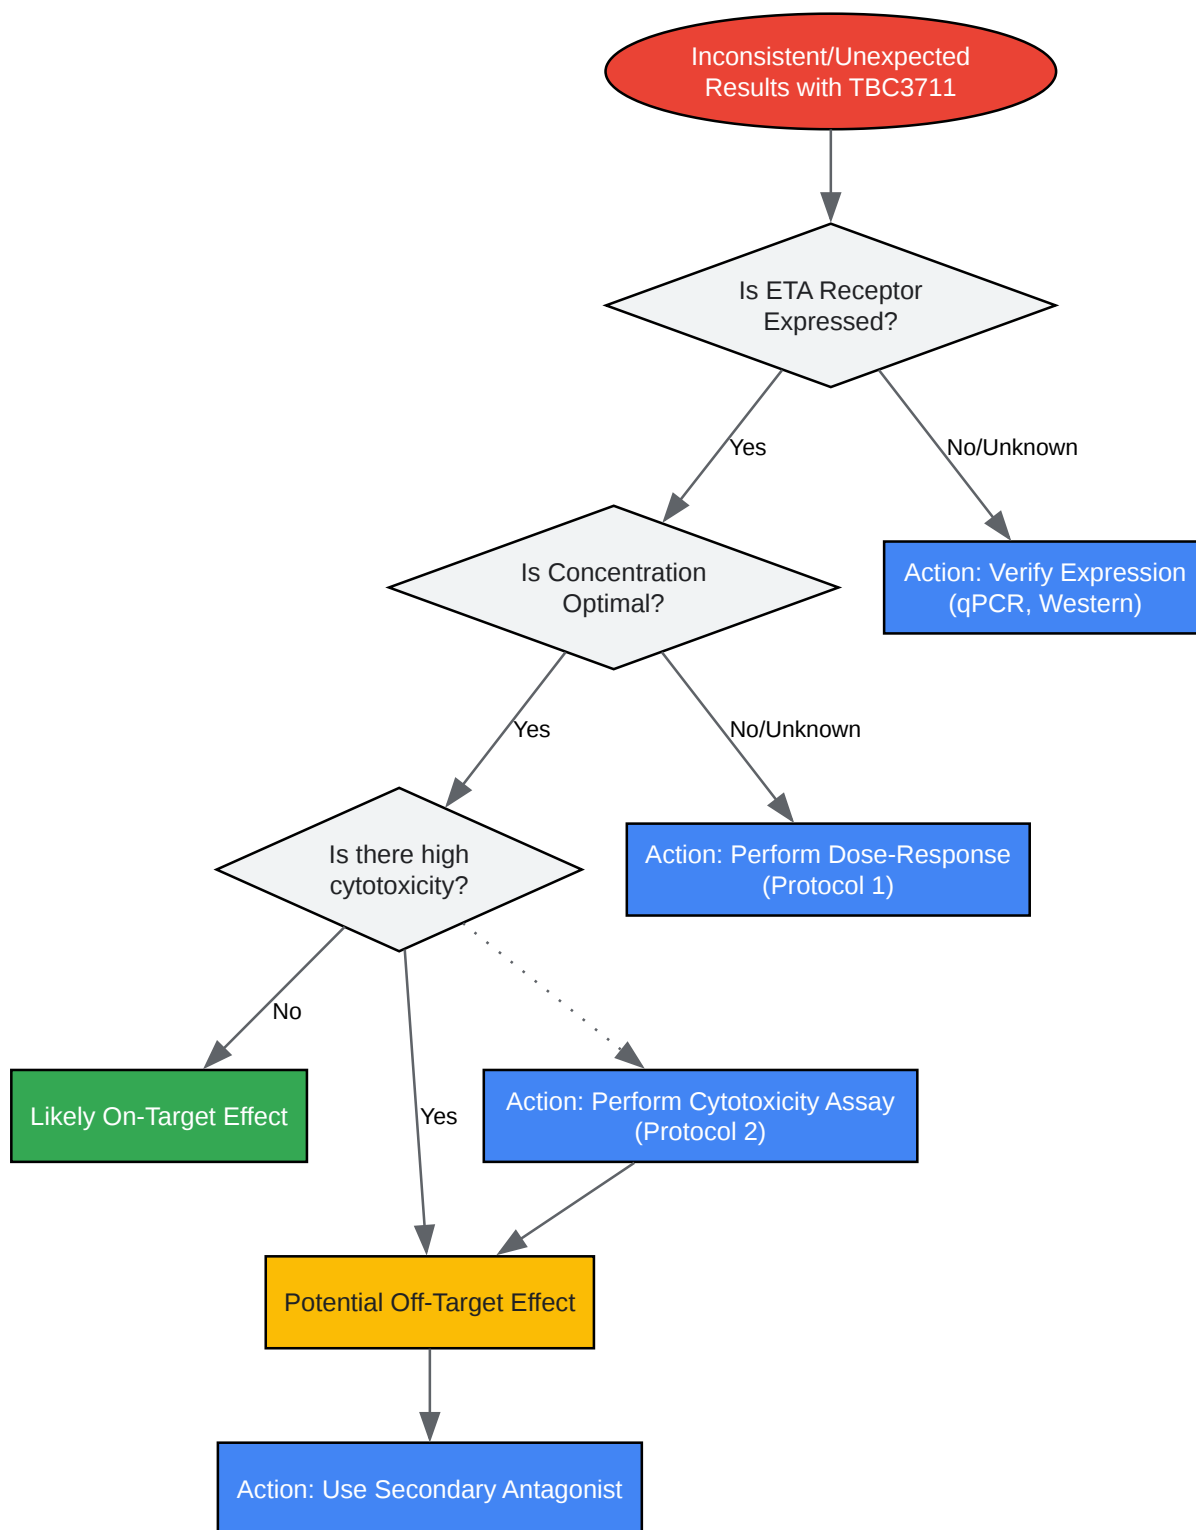 Inconsistent/Unexpected
Results with TBC3711
Is ETA Receptor
Expressed?
Yes
No/Unknown
Is Concentration
Optimal?
Action: Verify Expression
(qPCR, Western)
Yes
No/Unknown
Is there high
cytotoxicity?
Action: Perform Dose-Response
(Protocol 1)
No
Yes
Likely On-Target Effect
Action: Perform Cytotoxicity Assay
(Protocol 2)
Potential Off-Target Effect
Action: Use Secondary Antagonist